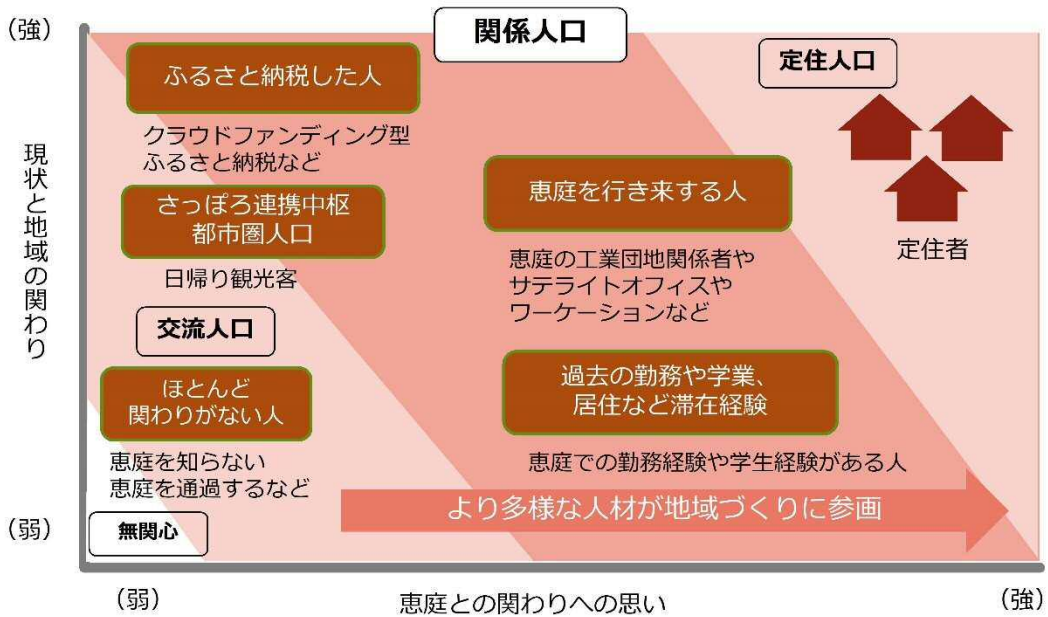 （強）
関係人口
定住人口
ふるさと納税した人
クラウドファンディング型
ふるさと納税など
さっぽろ連携中枢
都市圏人口
日帰り観光客
恵庭を行き来する人
恵庭の工業団地関係者や
サテライトオフィスや
ワーケーションなど
定住者
現状と地域の関わり
交流人口
ほとんど
関わりがない人
恵庭を知らない
恵庭を通過するなど
過去の勤務や学業、
居住など滞在経験
恵庭での勤務経験や学生経験がある人
より多様な人材が地域づくりに参画
（弱）
無関心
（弱）
恵庭との関わりへの思い
（強）